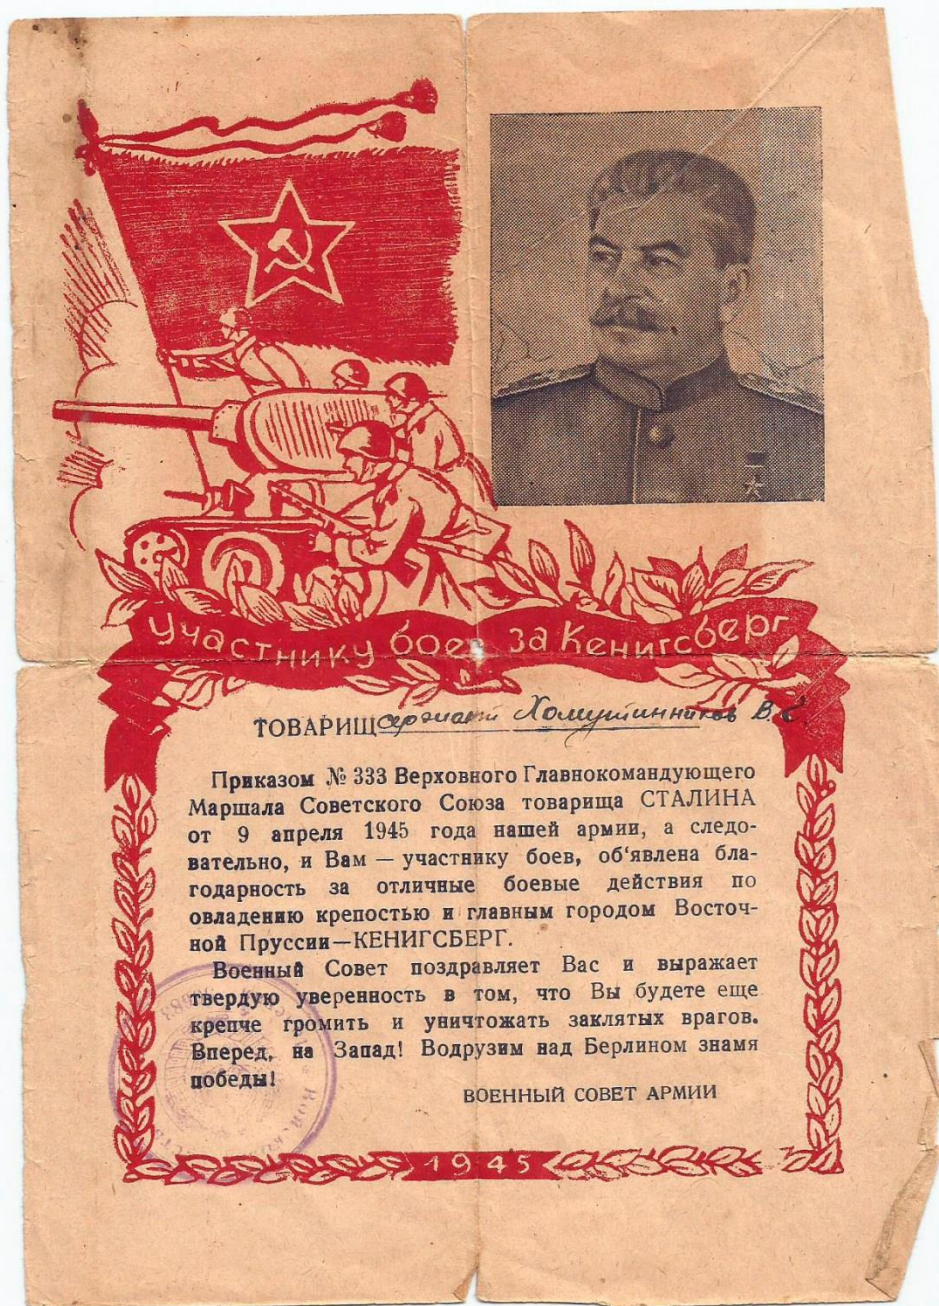 Участнику боев за Кенигсберг
ТОВАРИЩ сержант Хомутинников В.
Приказом № 333 Верховного Главнокомандующего
Маршала Советского Союза товарища СТАЛИНА
от 9 апреля 1945 года нашей армии, а следо-
вательно, и Вам — участнику боев, об‘явлена бла-
годарность за отличные боевые действия по
овладению крепостью и главным городом Восточ-
ной Пруссии—КЕНИГСБЕРГ.
Военный Совет поздравляет Вас и выражает
твердую уверенность в том, что Вы будете еще
крепче громить и уничтожать заклятых врагов.
Вперед, на Запад! Водрузим над Берлином знамя
победы!
ВОЕННЫЙ СОВЕТ АРМИИ
1945